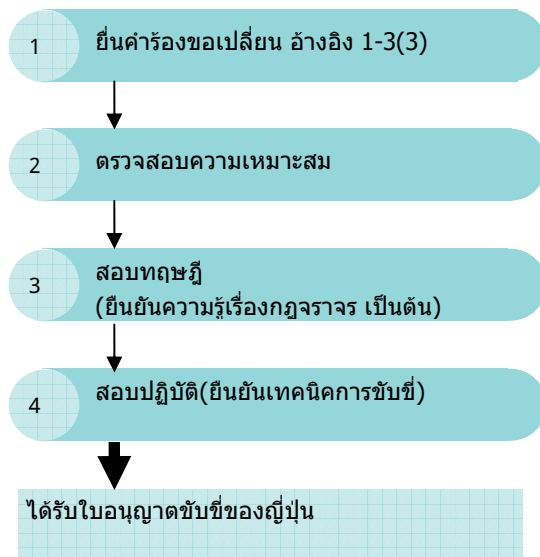 1 ยื่นคำร้องขอเปลี่ยน อ้างอิง 1-3(3)
2 ตรวจสอบความเหมาะสม
3 สอบทฤษฎี
(ยืนยันความรู้เรื่องกฎจราจร เป็นต้น)
4 สอบปฏิบัติ(ยืนยันเทคนิคการขับขี่)
ได้รับใบอนุญาตขับขี่ของญี่ปุ่น